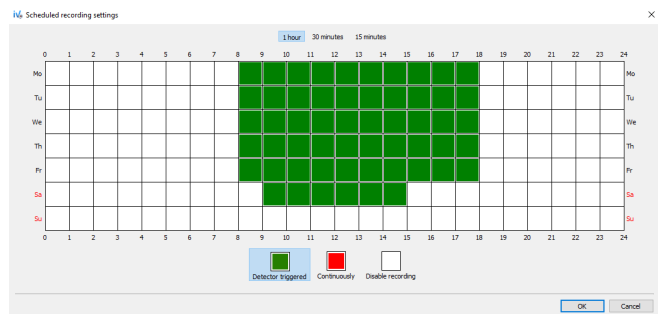 Scheduled recording settings
1 hour 30 minutes 15 minutes
0 1 2 3 4 5 6 7 8 9 10 11 12 13 14 15 16 17 18 19 20 21 22 23 24
Mo Mo
Tu Tu
We We
Th Th
Fr Fr
Sa Sa
Su Su
0 1 2 3 4 5 6 7 8 9 10 11 12 13 14 15 16 17 18 19 20 21 22 23 24
Detector triggered Continuously Disable recording
OK Cancel